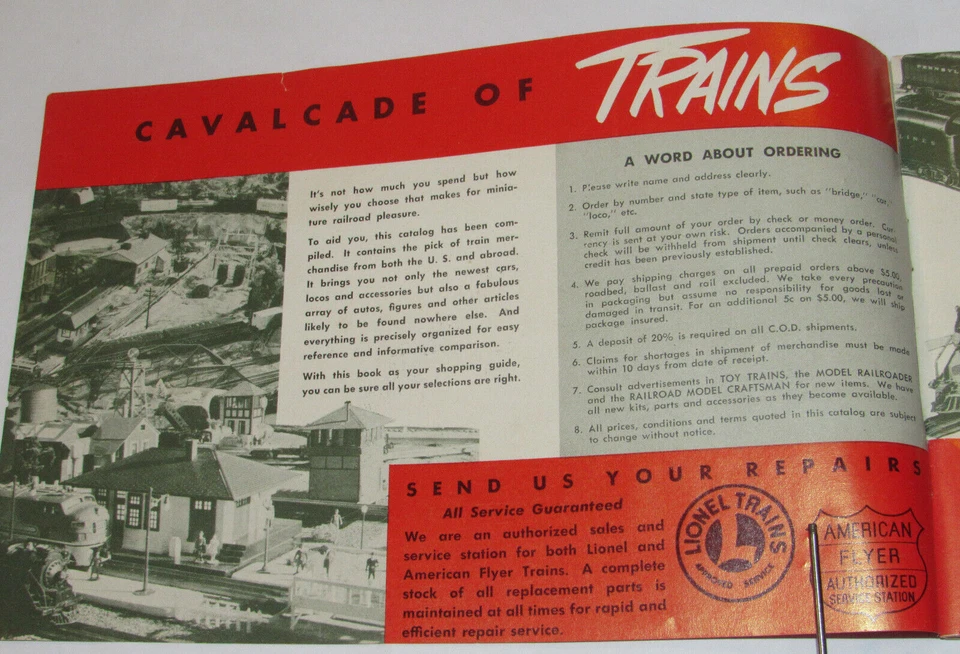 CAVALCADE OF TRAINS
It's not how much you spend but how
wisely you choose that makes for minia-
ture railroad pleasure.
To aid you, this catalog has been com-
piled. It contains the pick of train mer-
chandise from both the U. S. and abroad.
It brings you not only the newest cars,
locos and accessories but also a fabulous
array of autos, figures and other articles
likely to be found nowhere else. And
everything is precisely organized for easy
reference and informative comparison.
With this book as your shopping guide,
you can be sure all your selections are right.
A WORD ABOUT ORDERING
1. Please write name and address clearly.
2. Order by number and state type of item, such as "bridge," "car,"
"loco," etc.
3. Remit full amount of your order by check or money order. Cur-
rency is sent at your own risk. Orders accompanied by a personal
check will be withheld from shipment until check clears, unless
credit has been previously established.
4. We pay shipping charges on all prepaid orders above $5.00,
roadbed, ballast and rail excluded. We take every precaution
in packaging but assume no responsibility for goods lost or
damaged in transit. For an additional 5c on $5.00, we will ship
package insured.
5. A deposit of 20% is required on all C.O.D. shipments.
6. Claims for shortages in shipment of merchandise must be made
within 10 days from date of receipt.
7. Consult advertisements in TOY TRAINS, the MODEL RAILROADER
and the RAILROAD MODEL CRAFTSMAN for new items. We have
all new kits, parts and accessories as they become available.
8. All prices, conditions and terms quoted in this catalog are subject
to change without notice.
SEND US YOUR REPAIRS
All Service Guaranteed
We are an authorized sales and
service station for both Lionel and
American Flyer Trains. A complete
stock of all replacement parts is
maintained at all times for rapid and
efficient repair service.
LIONEL TRAINS
L
APPROVED SERVICE
AMERICAN
FLYER
AUTHORIZED
SERVICE STATION